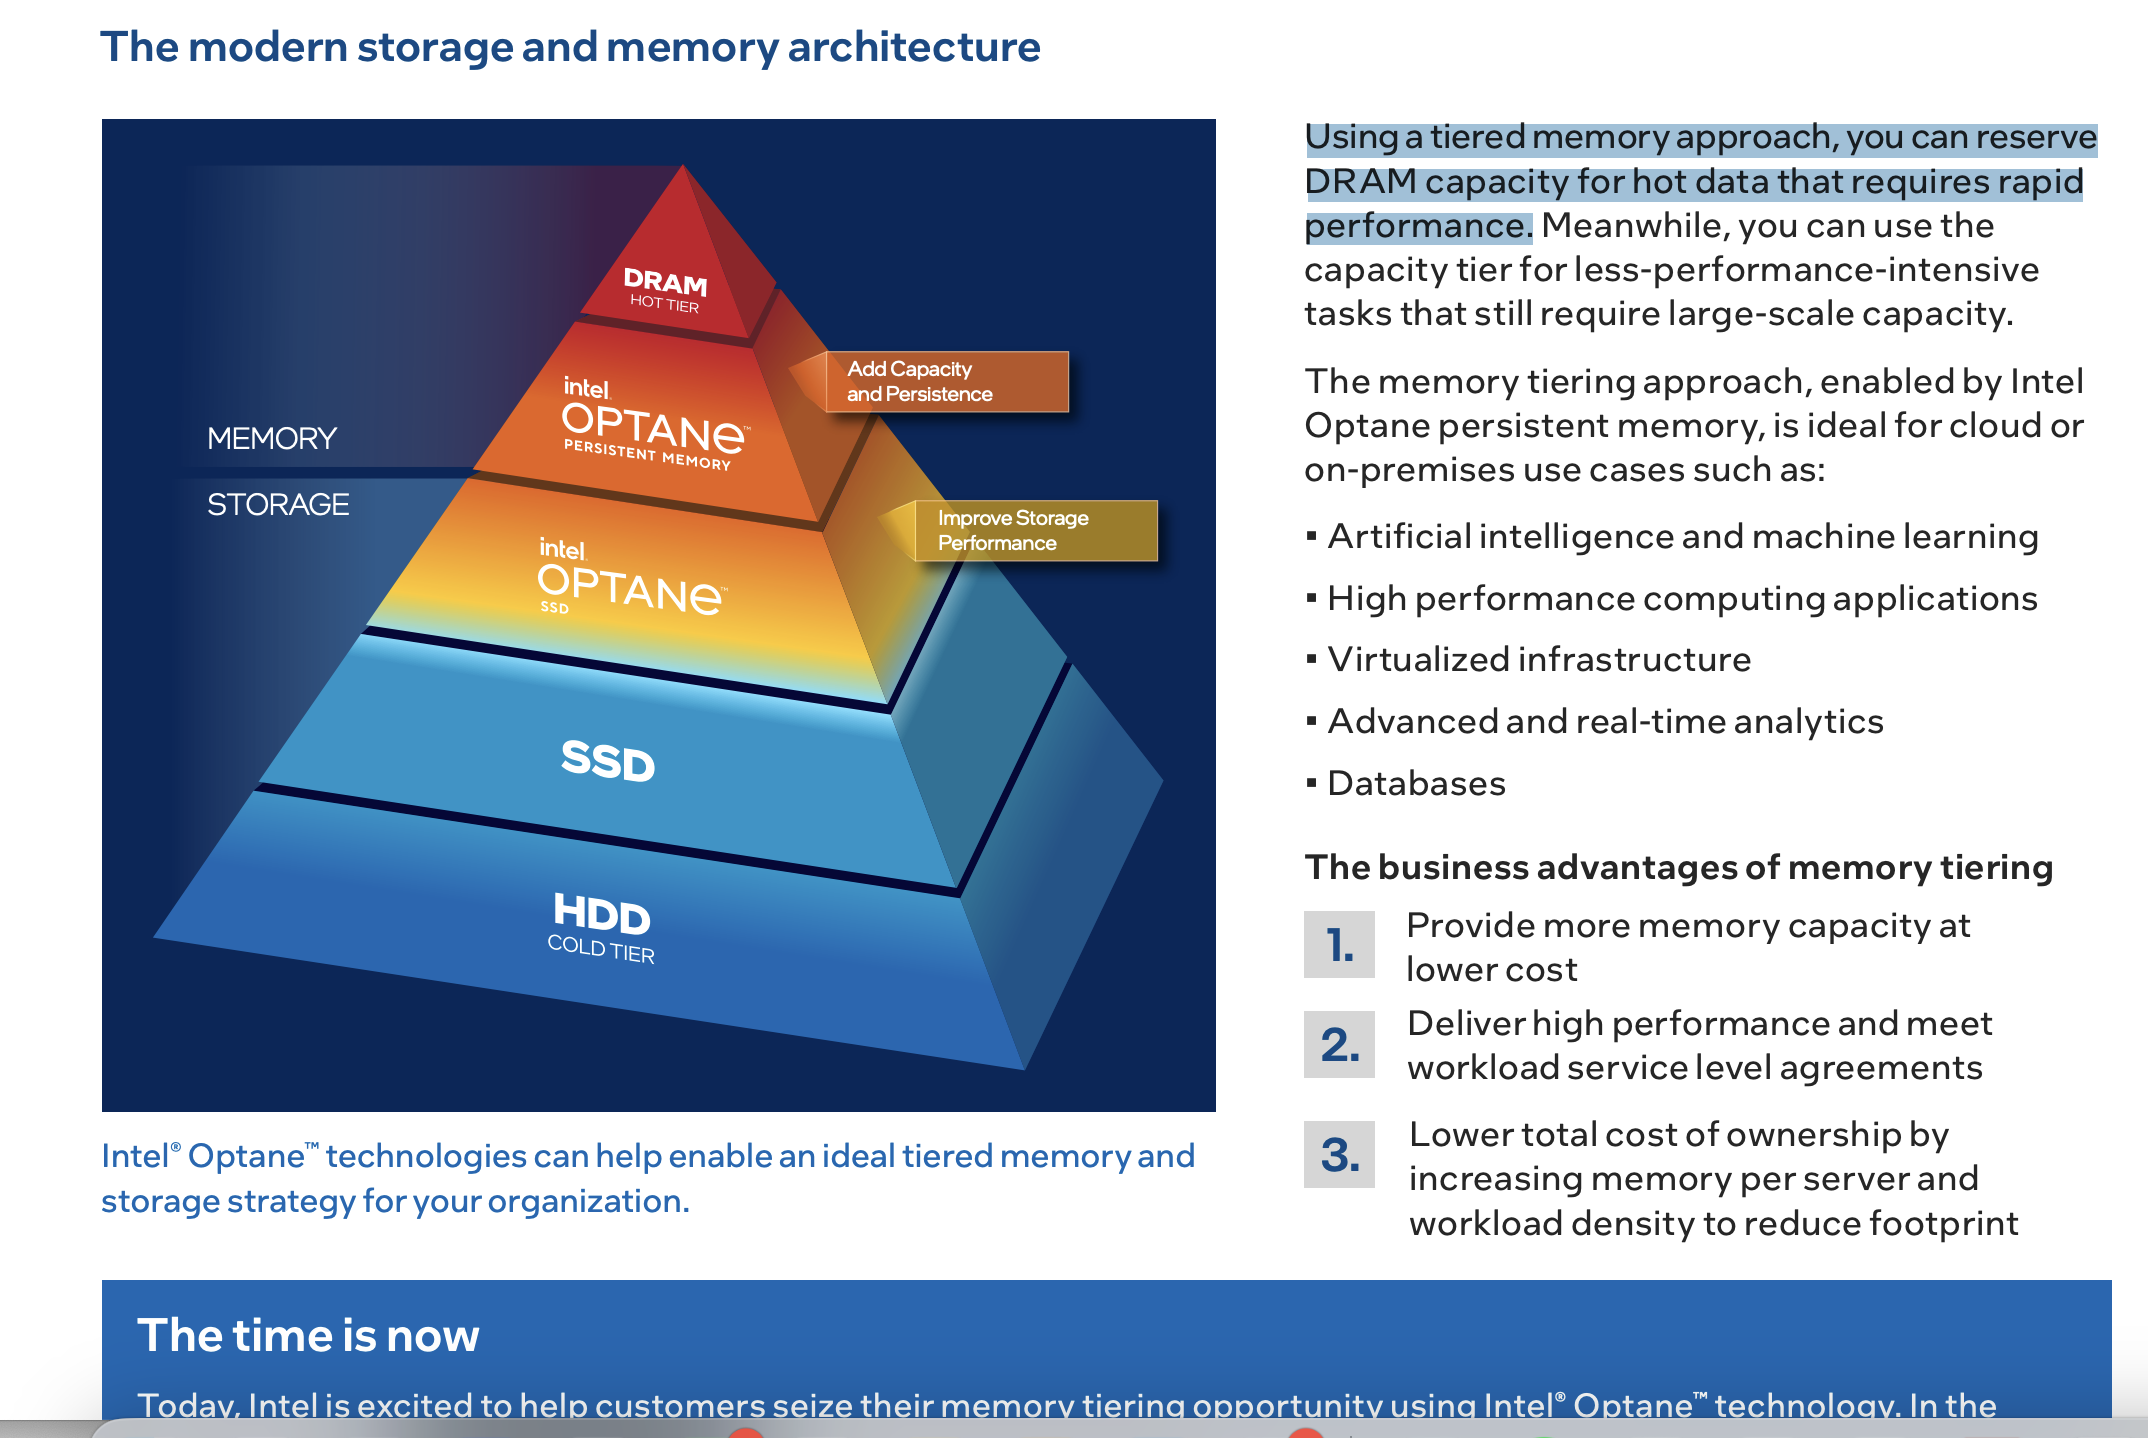 The modern storage and memory architecture
DRAM
HOT TIER
Add Capacity
and Persistence
intel.
OPTANe™
PERSISTENT MEMORY
MEMORY
STORAGE
Improve Storage
Performance
intel.
OPTANe™
SSD
SSD
HDD
COLD TIER
Intel® Optane™ technologies can help enable an ideal tiered memory and
storage strategy for your organization.
Using a tiered memory approach, you can reserve
DRAM capacity for hot data that requires rapid
performance. Meanwhile, you can use the
capacity tier for less-performance-intensive
tasks that still require large-scale capacity.
The memory tiering approach, enabled by Intel
Optane persistent memory, is ideal for cloud or
on-premises use cases such as:
▪ Artificial intelligence and machine learning
▪ High performance computing applications
▪ Virtualized infrastructure
▪ Advanced and real-time analytics
▪ Databases
The business advantages of memory tiering
1. Provide more memory capacity at
lower cost
2. Deliver high performance and meet
workload service level agreements
3. Lower total cost of ownership by
increasing memory per server and
workload density to reduce footprint
The time is now
Today, Intel is excited to help customers seize their memory tiering opportunity using Intel® Optane™ technology. In the